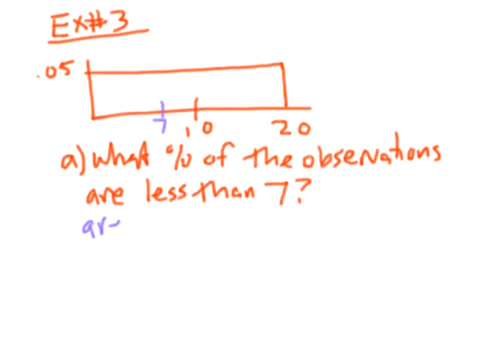 Ex#3
.05
7 10 20
a) What % of the observations
are less than 7?
ar